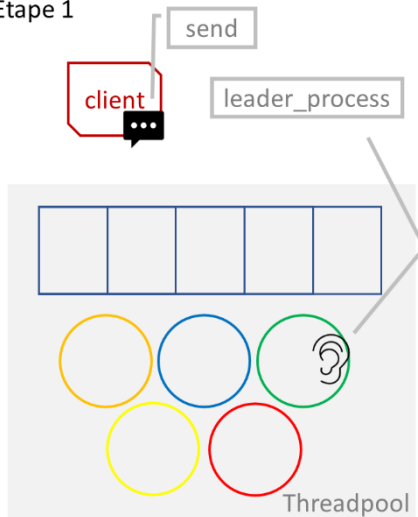 Etape 1
send
client
leader_process
Threadpool